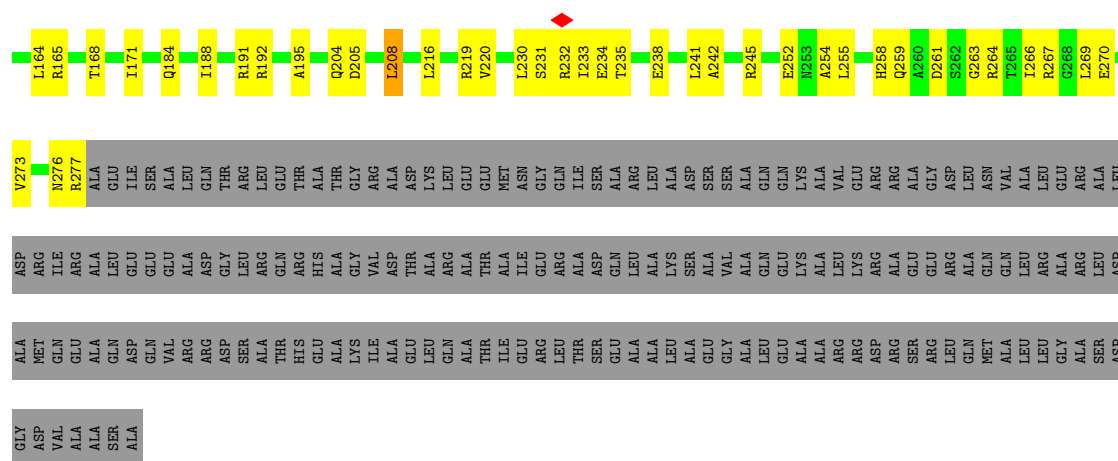 L164 R165 T168 I171 Q184 I188 R191 R192 A195 Q204 D205 L208 L216 R219 V220 L230 S231 R232 I233 E234 T235 E238 L241 A242 R245 E252 N253 A254 L255 H258 Q259 A260 D261 S262 G263 R264 T265 I266 R267 G268 L269 E270
V273 N276 R277 ALA GLU ILE SER ALA LEU GLN THR ARG LEU GLU THR ALA THR GLY ARG ALA ASP LYS LEU GLU GLU MET ASN GLY GLN ILE SER ALA ARG LEU ALA ASP SER SER ALA GLN GLN LYS ALA VAL GLU ARG ARG ALA GLY ASP LEU ASN VAL ALA LEU GLU ARG ALA LEU
ASP ARG ILE ARG ALA LEU GLU GLU GLU ALA ASP GLY LEU ARG GLN ARG HIS ALA GLY VAL ASP THR ALA ARG ALA THR ALA ILE GLU ARG ALA ASP GLN LEU ALA LYS SER ALA VAL ALA GLN GLU LYS ALA LEU LYS ARG ALA GLU GLU ARG ALA GLN GLN LEU ARG ALA ARG LEU ASP
ALA MET GLN GLU ALA GLN ASP GLN VAL ARG ARG ASP SER ALA THR HIS GLU ALA LYS ILE ALA GLU LEU GLN ALA THR ILE GLU ARG LEU THR SER GLU ALA ALA LEU ALA GLU GLY ALA LEU GLU ALA ALA ARG ARG ASP ARG SER ARG LEU GLN MET ALA LEU LEU GLY ALA SER ASP
GLY ASP VAL ALA ALA SER ALA